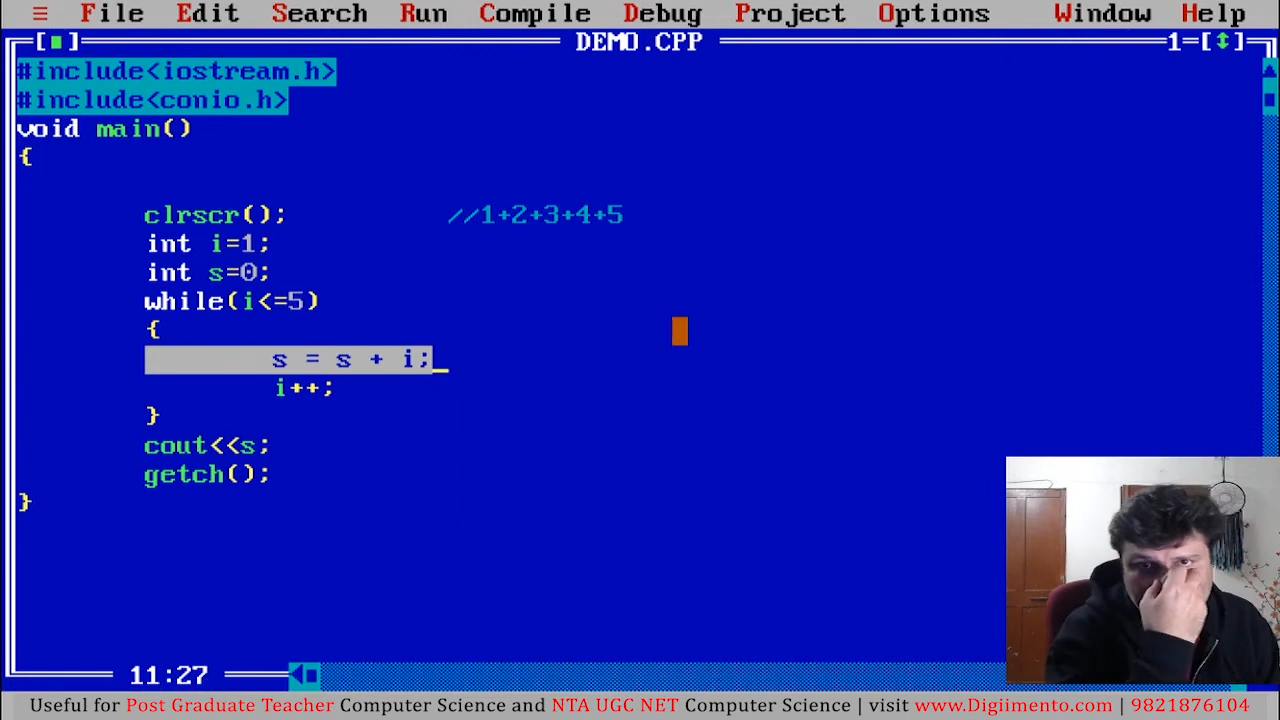 ≡ File Edit Search Run Compile Debug Project Options Window Help
[■] DEMO.CPP 1=[↕]
#include<iostream.h>
#include<conio.h>
void main()
{
clrscr(); //1+2+3+4+5
int i=1;
int s=0;
while(i<=5)
{
s = s + i;
i++;
}
cout<<s;
getch();
}
11:27
Useful for Post Graduate Teacher Computer Science and NTA UGC NET Computer Science | visit www.Digiimento.com | 9821876104